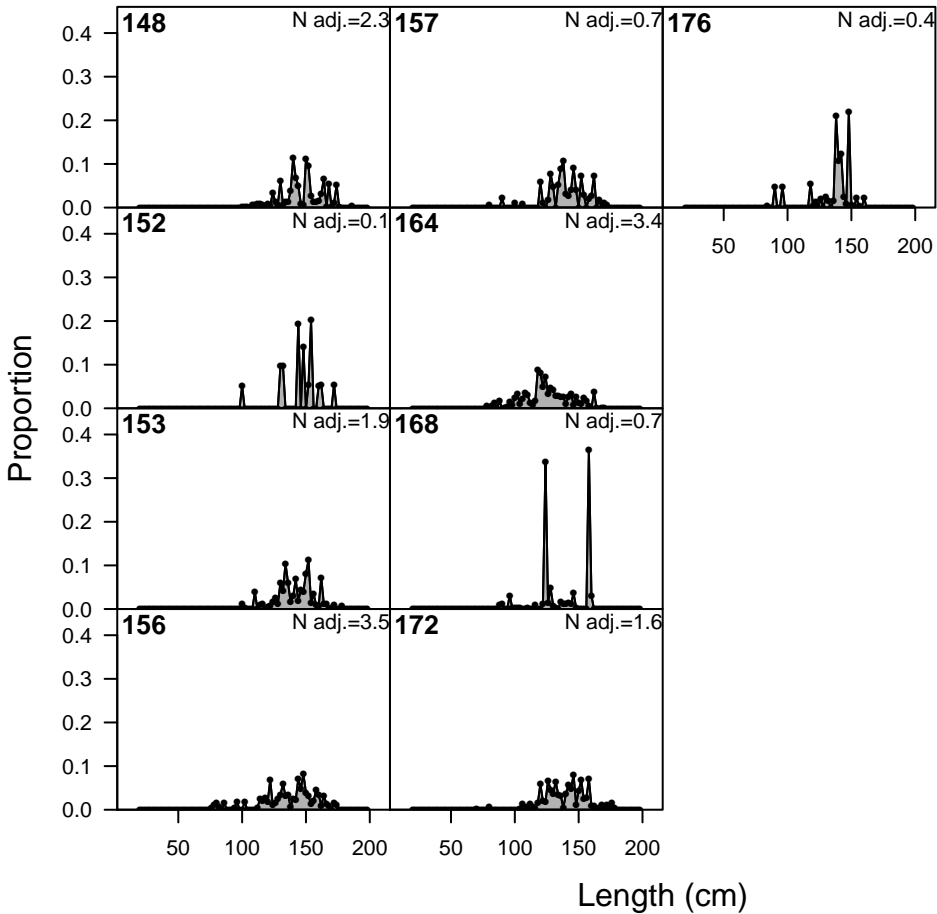 148 N adj.=2.3 157 N adj.=0.7 176 N adj.=0.4
0.4
0.3
0.2
0.1
0.0
152 N adj.=0.1 164 N adj.=3.4
50 100 150 200
0.4
0.3
0.2
0.1
0.0
153 N adj.=1.9 168 N adj.=0.7
0.4
0.3
0.2
0.1
0.0
156 N adj.=3.5 172 N adj.=1.6
0.4
0.3
0.2
0.1
0.0
50 100 150 200 50 100 150 200
Proportion
Length (cm)